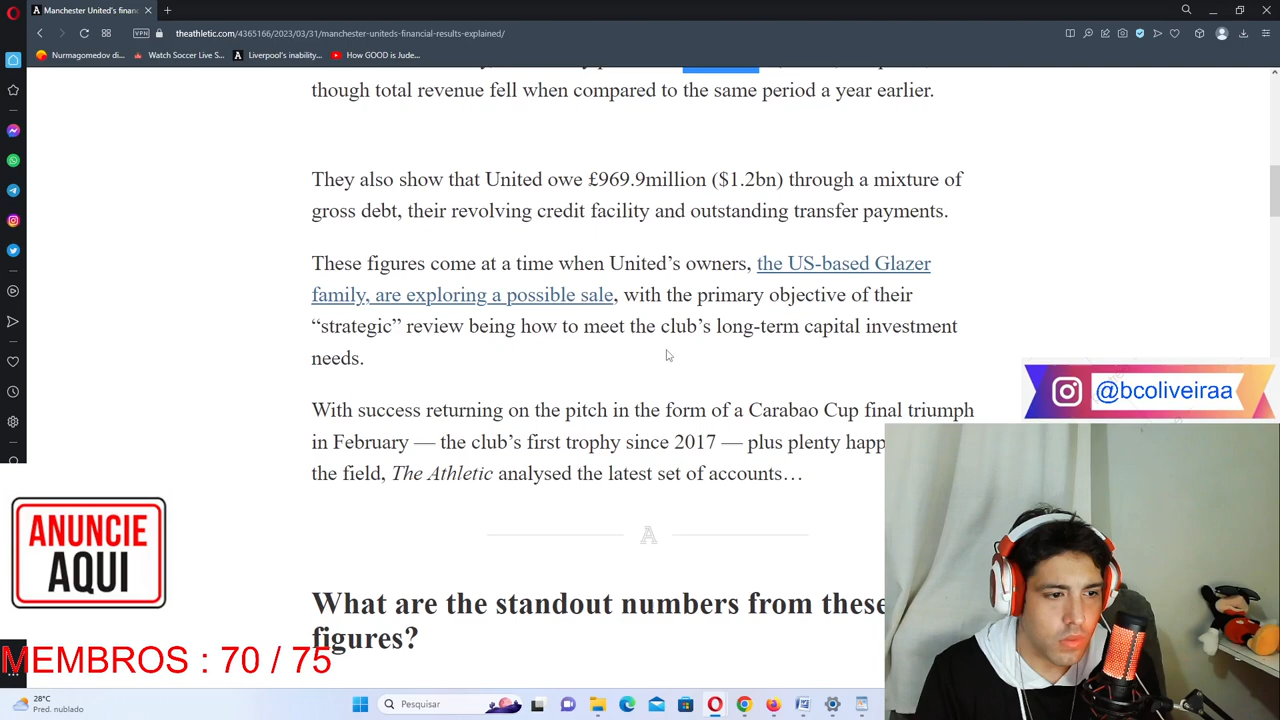 Manchester United's financ
VPN
theathletic.com/4365166/2023/03/31/manchester-uniteds-financial-results-explained/
Nurmagomedov di...
Watch Soccer Live S...
Liverpool's inability...
How GOOD is Jude...
though total revenue fell when compared to the same period a year earlier.
They also show that United owe £969.9million ($1.2bn) through a mixture of
gross debt, their revolving credit facility and outstanding transfer payments.
These figures come at a time when United’s owners, the US-based Glazer
family, are exploring a possible sale, with the primary objective of their
“strategic” review being how to meet the club’s long-term capital investment
needs.
With success returning on the pitch in the form of a Carabao Cup final triumph
in February — the club’s first trophy since 2017 — plus plenty happ
the field, The Athletic analysed the latest set of accounts…
A
What are the standout numbers from these
figures?
@bcoliveiraa
ANUNCIE
AQUI
MEMBROS : 70 / 75
28°C
Pred. nublado
Pesquisar